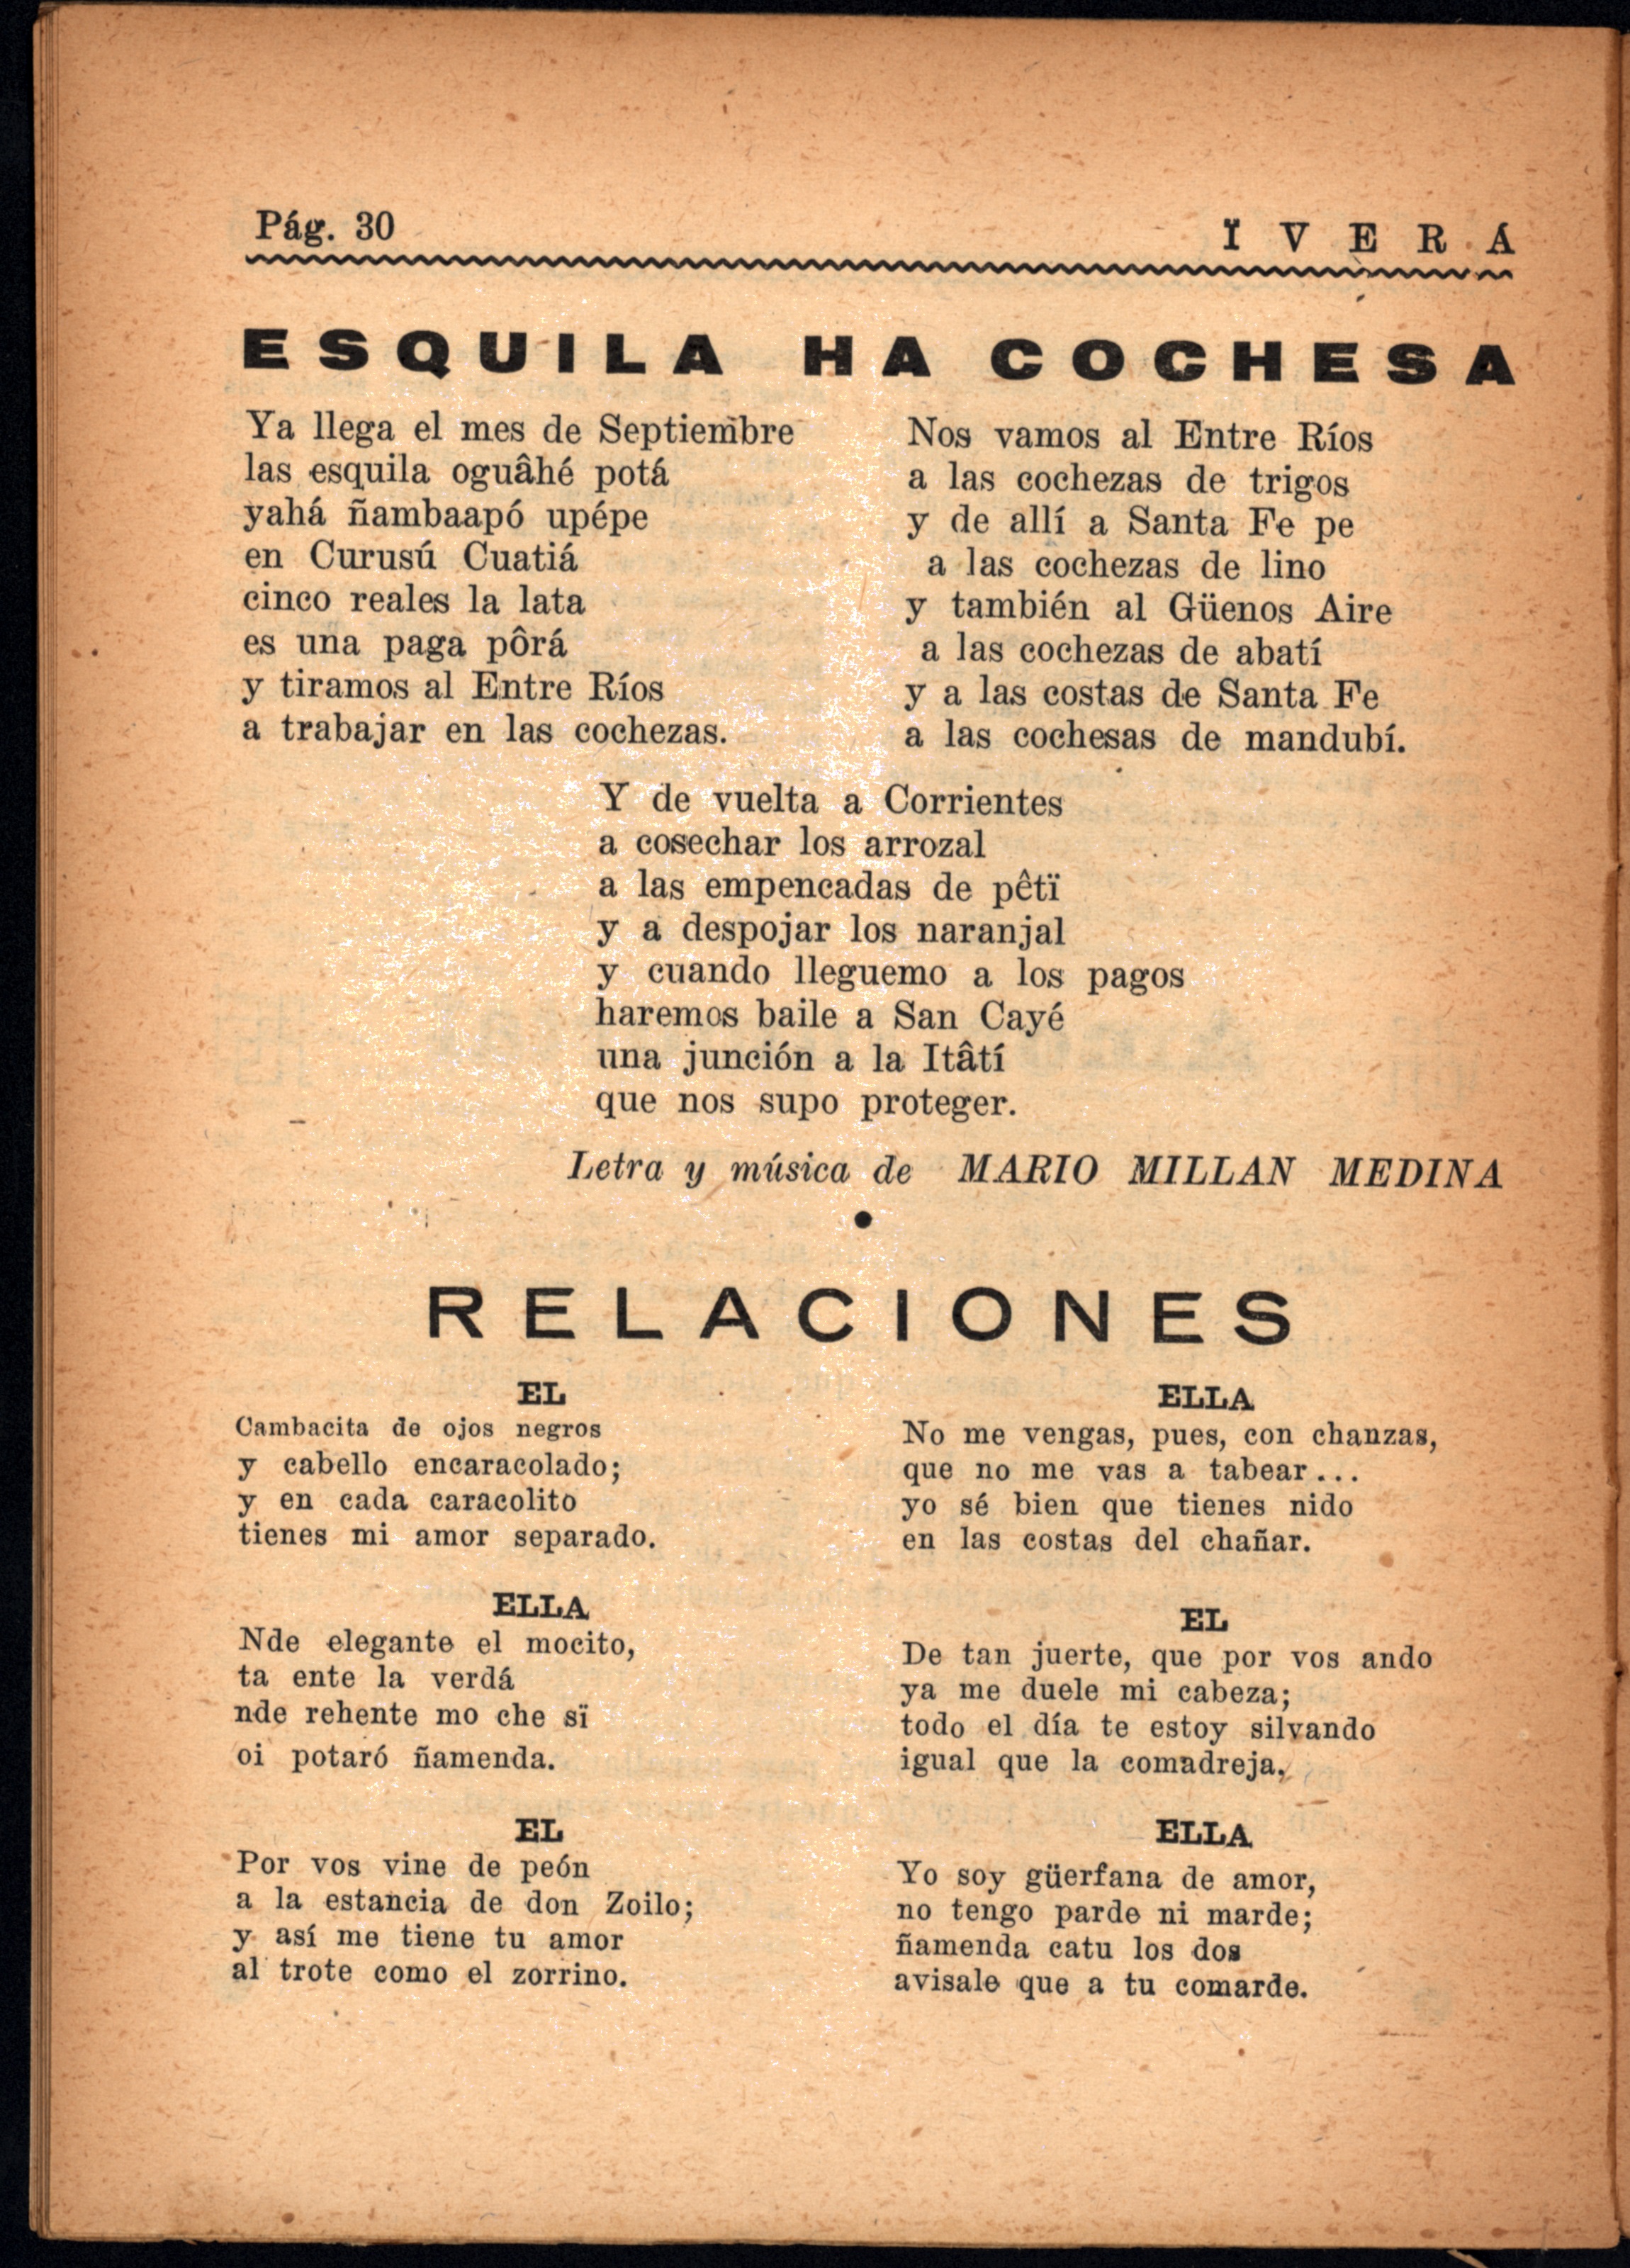 Pág. 30
Ï V E R Á
ESQUILA HA COCHESA
Ya llega el mes de Septiembre
las esquila oguâhé potá
yahá ñambaapó upépe
en Curusú Cuatiá
cinco reales la lata
es una paga pôrá
y tiramos al Entre Ríos
a trabajar en las cochezas.
Nos vamos al Entre Ríos
a las cochezas de trigos
y de allí a Santa Fe pe
a las cochezas de lino
y también al Güenos Aire
a las cochezas de abatí
y a las costas de Santa Fe
a las cochesas de mandubí.
Y de vuelta a Corrientes
a cosechar los arrozal
a las empencadas de pêtï
y a despojar los naranjal
y cuando lleguemo a los pagos
haremos baile a San Cayé
una junción a la Itâtí
que nos supo proteger.
Letra y música de MARIO MILLAN MEDINA
RELACIONES
EL
Cambacita de ojos negros
y cabello encaracolado;
y en cada caracolito
tienes mi amor separado.
ELLA
Nde elegante el mocito,
ta ente la verdá
nde rehente mo che sï
oi potaró ñamenda.
EL
Por vos vine de peón
a la estancia de don Zoilo;
y así me tiene tu amor
al trote como el zorrino.
ELLA
No me vengas, pues, con chanzas,
que no me vas a tabear...
yo sé bien que tienes nido
en las costas del chañar.
EL
De tan juerte, que por vos ando
ya me duele mi cabeza;
todo el día te estoy silvando
igual que la comadreja.
ELLA
Yo soy güerfana de amor,
no tengo parde ni marde;
ñamenda catu los dos
avisale que a tu comarde.